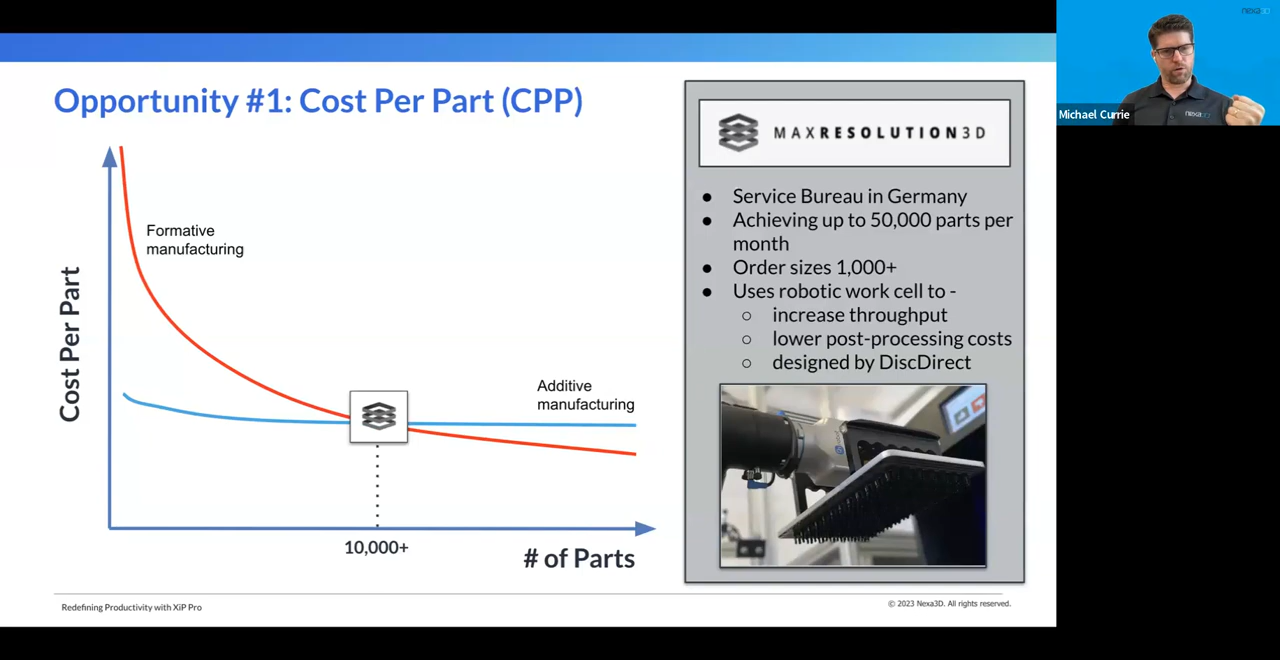 nexa3D
Opportunity #1: Cost Per Part (CPP)
Formative
manufacturing
Cost Per Part
Additive
manufacturing
10,000+
# of Parts
MAXRESOLUTION3D
● Service Bureau in Germany
● Achieving up to 50,000 parts per
month
● Order sizes 1,000+
● Uses robotic work cell to -
○ increase throughput
○ lower post-processing costs
○ designed by DiscDirect
Redefining Productivity with XiP Pro
© 2023 Nexa3D. All rights reserved.
nexa3D
Michael Currie